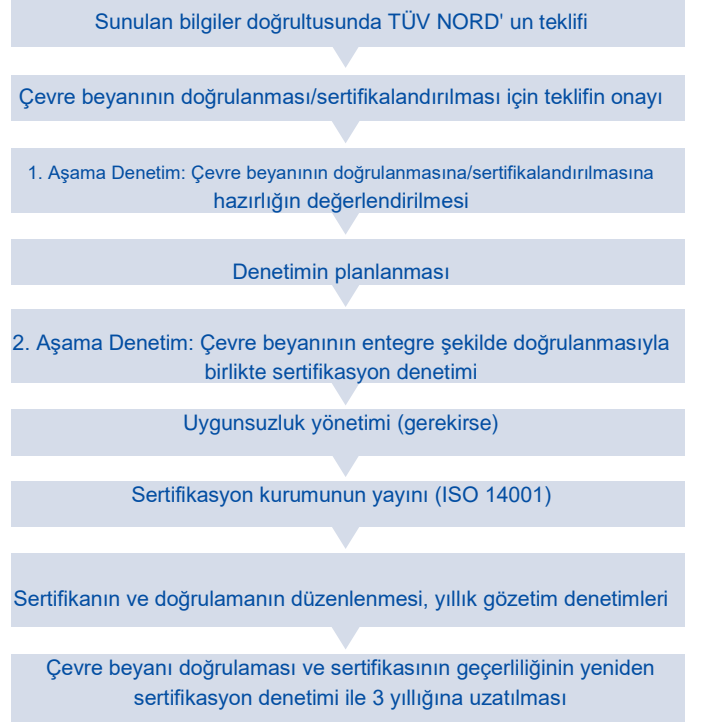 Sunulan bilgiler doğrultusunda TÜV NORD' un teklifi
Çevre beyanının doğrulanması/sertifikalandırılması için teklifin onayı
1. Aşama Denetim: Çevre beyanının doğrulanmasına/sertifikalandırılmasına
hazırlığın değerlendirilmesi
Denetimin planlanması
2. Aşama Denetim: Çevre beyanının entegre şekilde doğrulanmasıyla
birlikte sertifikasyon denetimi
Uygunsuzluk yönetimi (gerekirse)
Sertifikasyon kurumunun yayını (ISO 14001)
Sertifikanın ve doğrulamanın düzenlenmesi, yıllık gözetim denetimleri
Çevre beyanı doğrulaması ve sertifikasının geçerliliğinin yeniden
sertifikasyon denetimi ile 3 yıllığına uzatılması